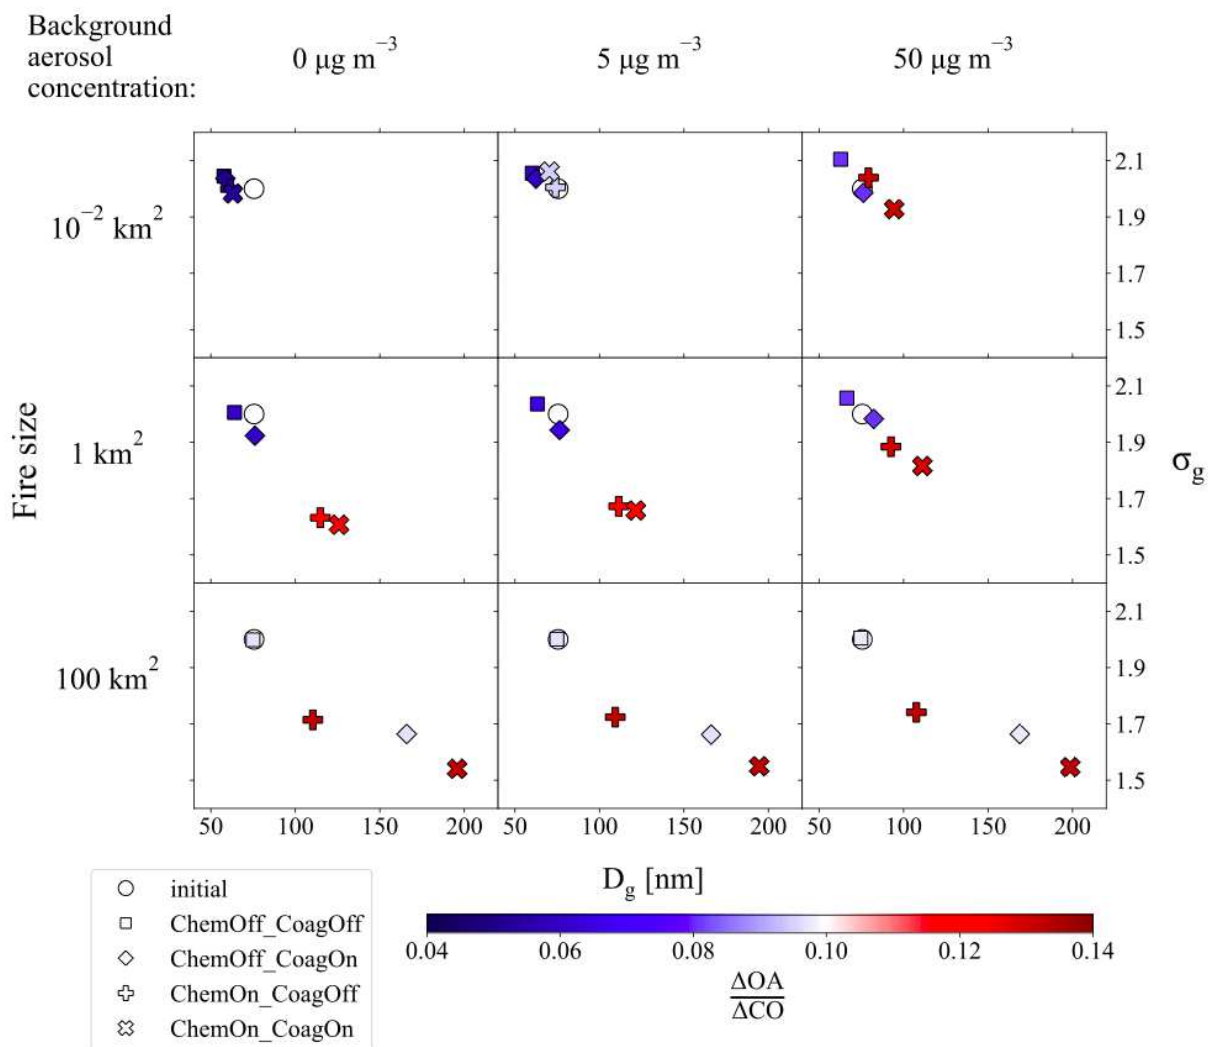 Background
aerosol
concentration:
0 μg m⁻³
5 μg m⁻³
50 μg m⁻³
10⁻² km²
2.1
1.9
1.7
1.5
Fire size
1 km²
2.1
1.9
1.7
1.5
σg
100 km²
2.1
1.9
1.7
1.5
50 100 150 200 50 100 150 200 50 100 150 200
Dg [nm]
initial
ChemOff_CoagOff
ChemOff_CoagOn
ChemOn_CoagOff
ChemOn_CoagOn
0.04 0.06 0.08 0.10 0.12 0.14
ΔOA
ΔCO